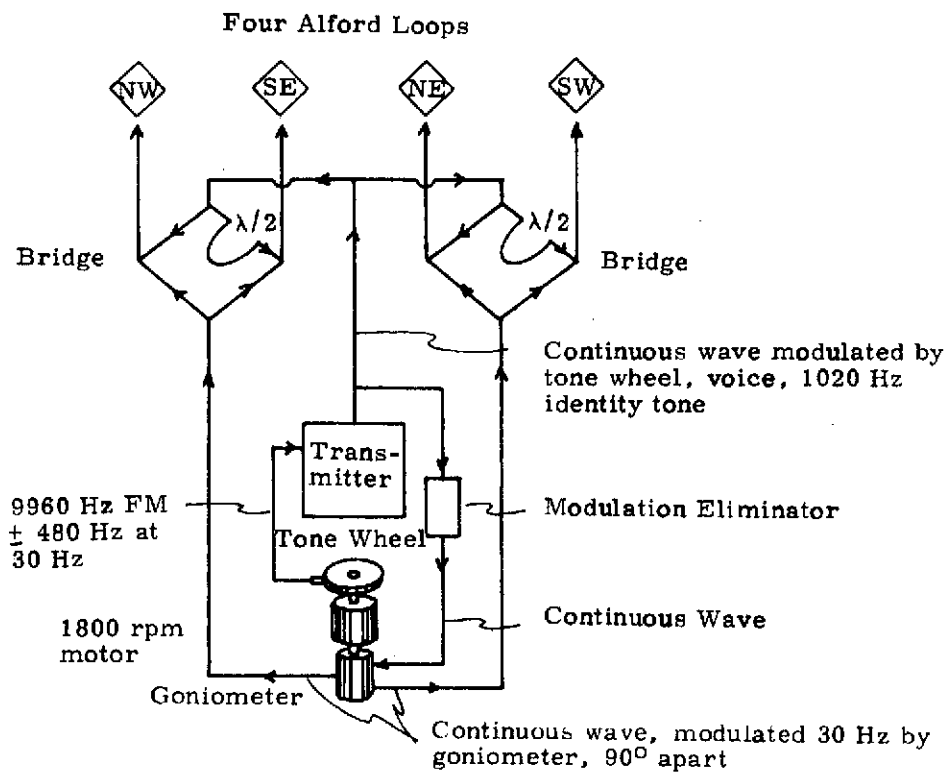 Four Alford Loops
NW
SE
NE
SW
λ/2
λ/2
Bridge
Bridge
Continuous wave modulated by
tone wheel, voice, 1020 Hz
identity tone
Trans-
mitter
9960 Hz FM
± 480 Hz at
30 Hz
Modulation Eliminator
Tone Wheel
1800 rpm
motor
Continuous Wave
Goniometer
Continuous wave, modulated 30 Hz by
goniometer, 90° apart